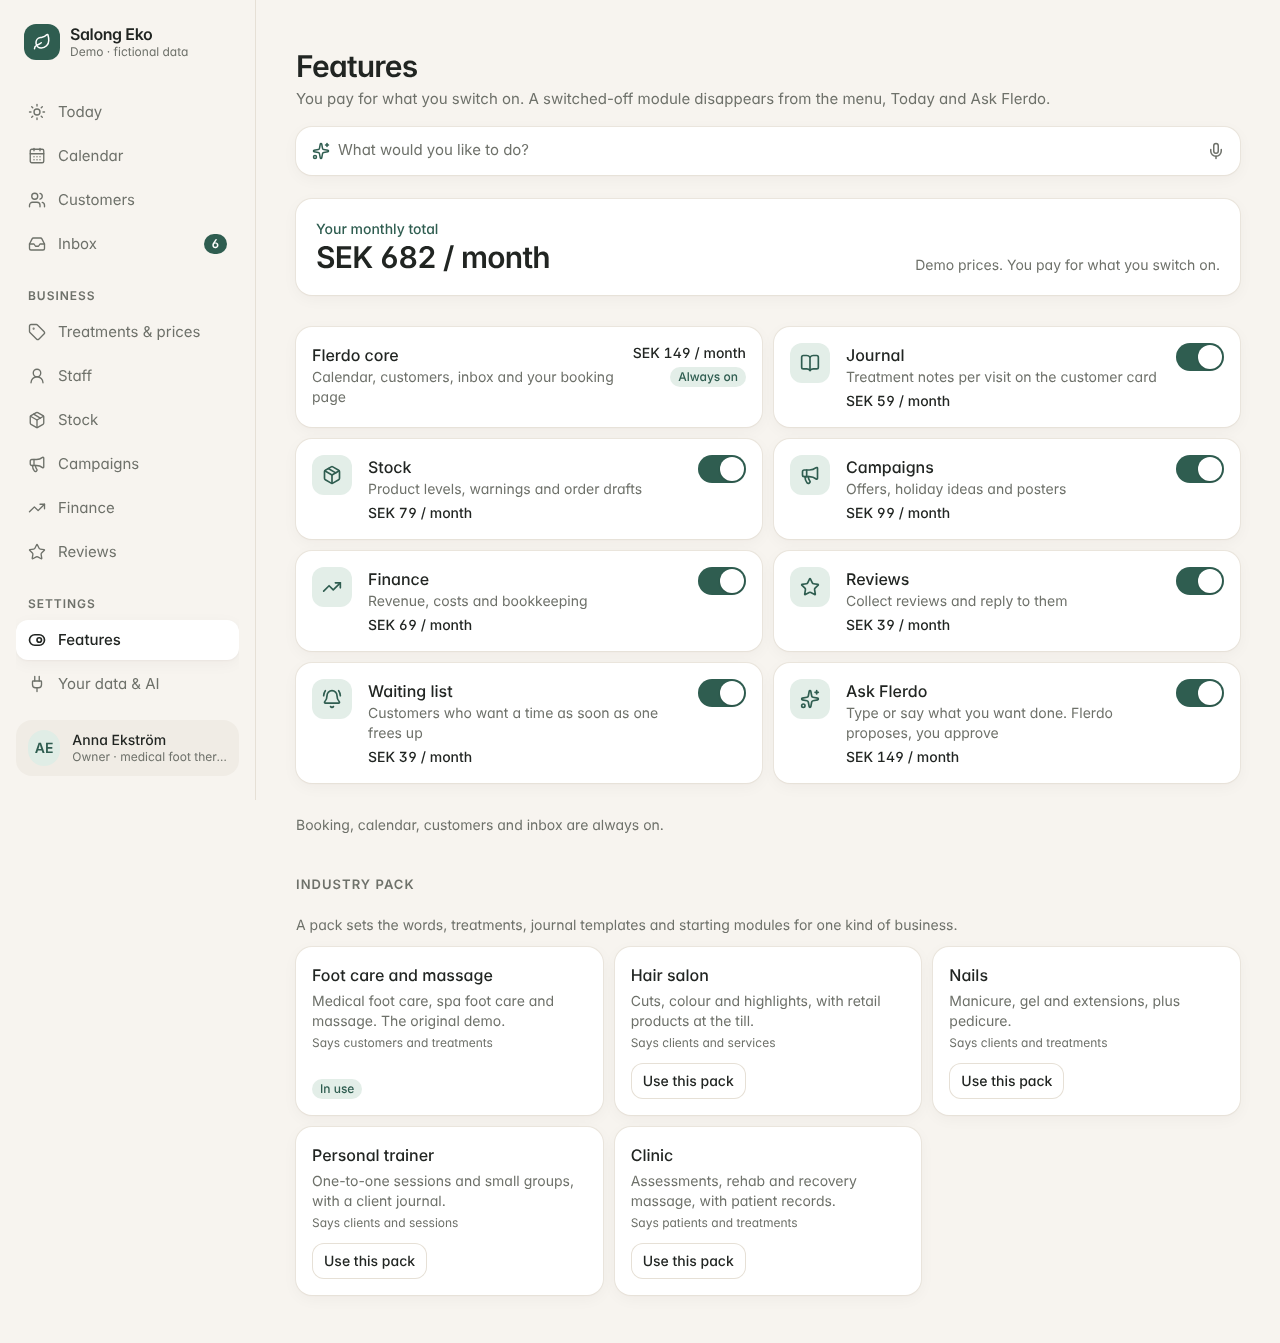 Salong Eko
Demo · fictional data
Today
Calendar
Customers
Inbox
6
BUSINESS
Treatments & prices
Staff
Stock
Campaigns
Finance
Reviews
SETTINGS
Features
Your data & AI
AE
Anna Ekström
Owner · medical foot ther...
Features
You pay for what you switch on. A switched-off module disappears from the menu, Today and Ask Flerdo.
What would you like to do?
Your monthly total
SEK 682 / month
Demo prices. You pay for what you switch on.
Flerdo core
SEK 149 / month
Calendar, customers, inbox and your booking
page
Always on
Journal
Treatment notes per visit on the customer card
SEK 59 / month
Stock
Product levels, warnings and order drafts
SEK 79 / month
Campaigns
Offers, holiday ideas and posters
SEK 99 / month
Finance
Revenue, costs and bookkeeping
SEK 69 / month
Reviews
Collect reviews and reply to them
SEK 39 / month
Waiting list
Customers who want a time as soon as one
frees up
SEK 39 / month
Ask Flerdo
Type or say what you want done. Flerdo
proposes, you approve
SEK 149 / month
Booking, calendar, customers and inbox are always on.
INDUSTRY PACK
A pack sets the words, treatments, journal templates and starting modules for one kind of business.
Foot care and massage
Medical foot care, spa foot care and
massage. The original demo.
Says customers and treatments
In use
Hair salon
Cuts, colour and highlights, with retail
products at the till.
Says clients and services
Use this pack
Nails
Manicure, gel and extensions, plus
pedicure.
Says clients and treatments
Use this pack
Personal trainer
One-to-one sessions and small groups,
with a client journal.
Says clients and sessions
Use this pack
Clinic
Assessments, rehab and recovery
massage, with patient records.
Says patients and treatments
Use this pack